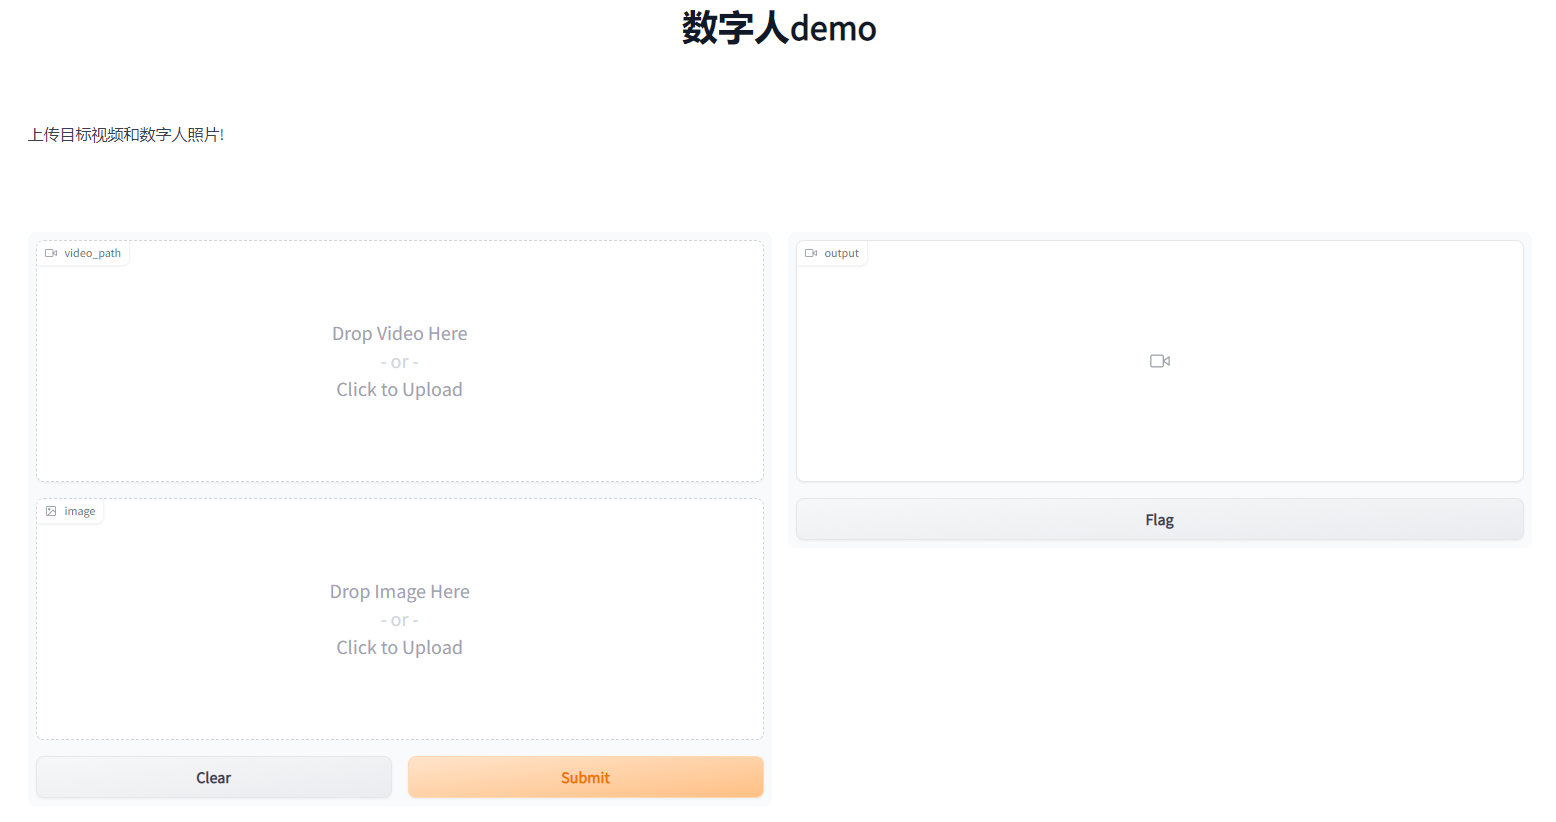 数字人demo
上传目标视频和数字人照片!
video_path
Drop Video Here
- or -
Click to Upload
image
Drop Image Here
- or -
Click to Upload
Clear
Submit
output
Flag